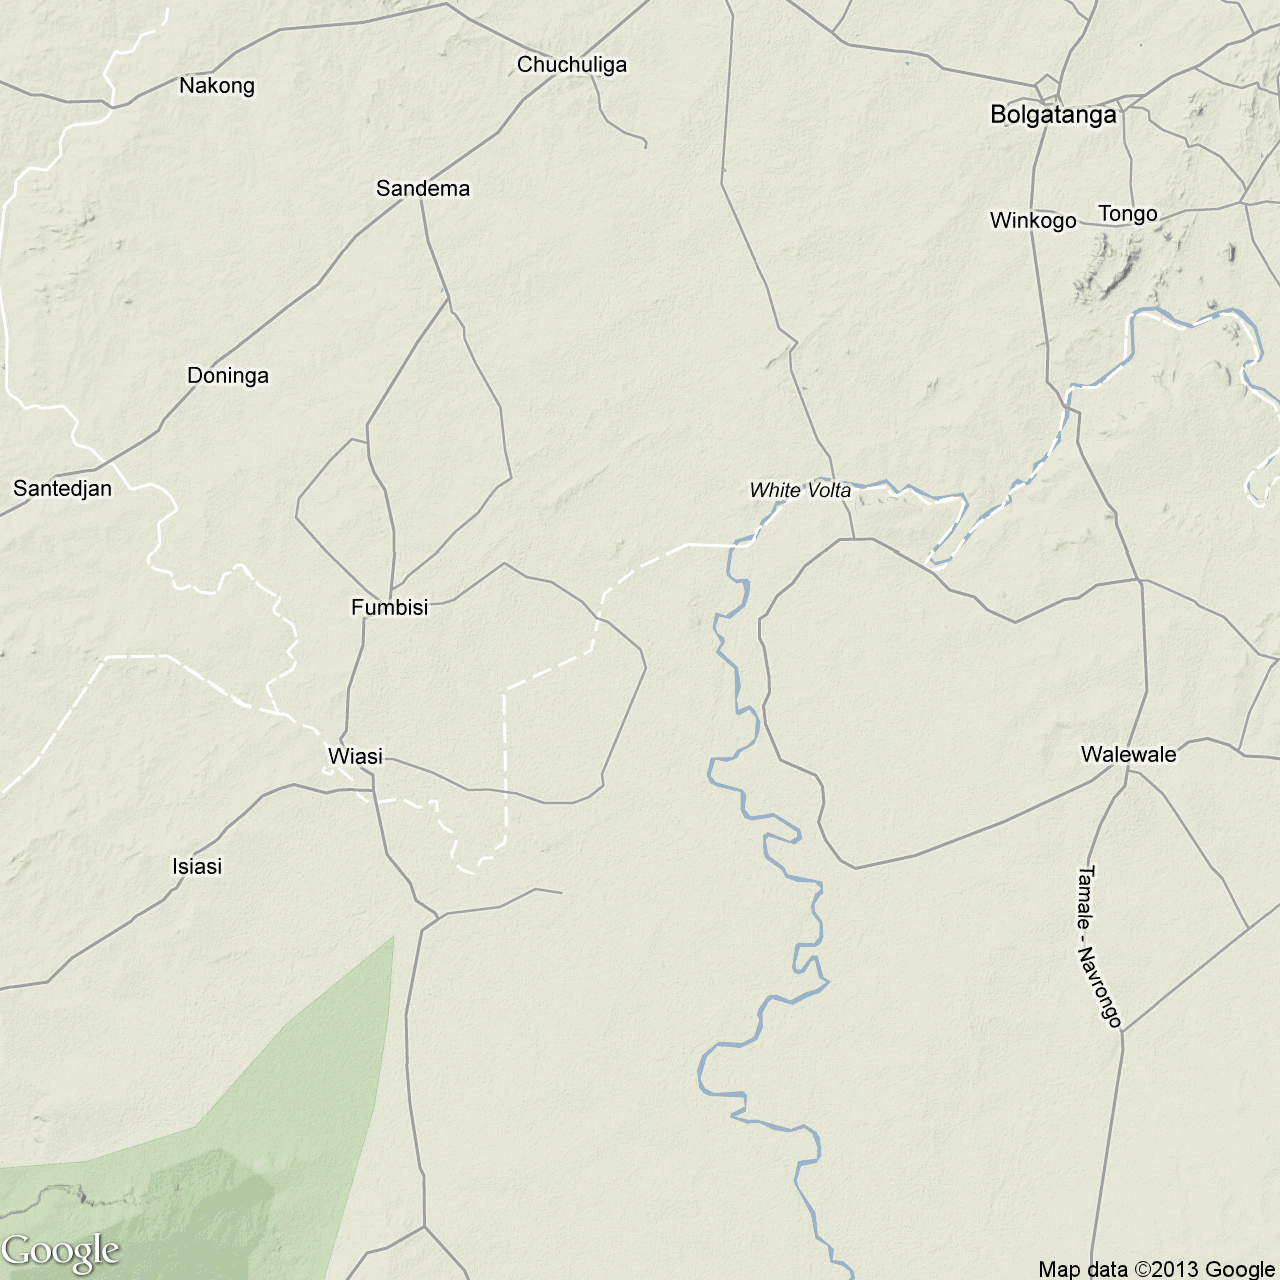 Chuchuliga
Nakong
Bolgatanga
Sandema
Winkogo
Tongo
Doninga
Santedjan
White Volta
Fumbisi
Wiasi
Walewale
Isiasi
Tamale - Navrongo
Google
Map data ©2013 Google